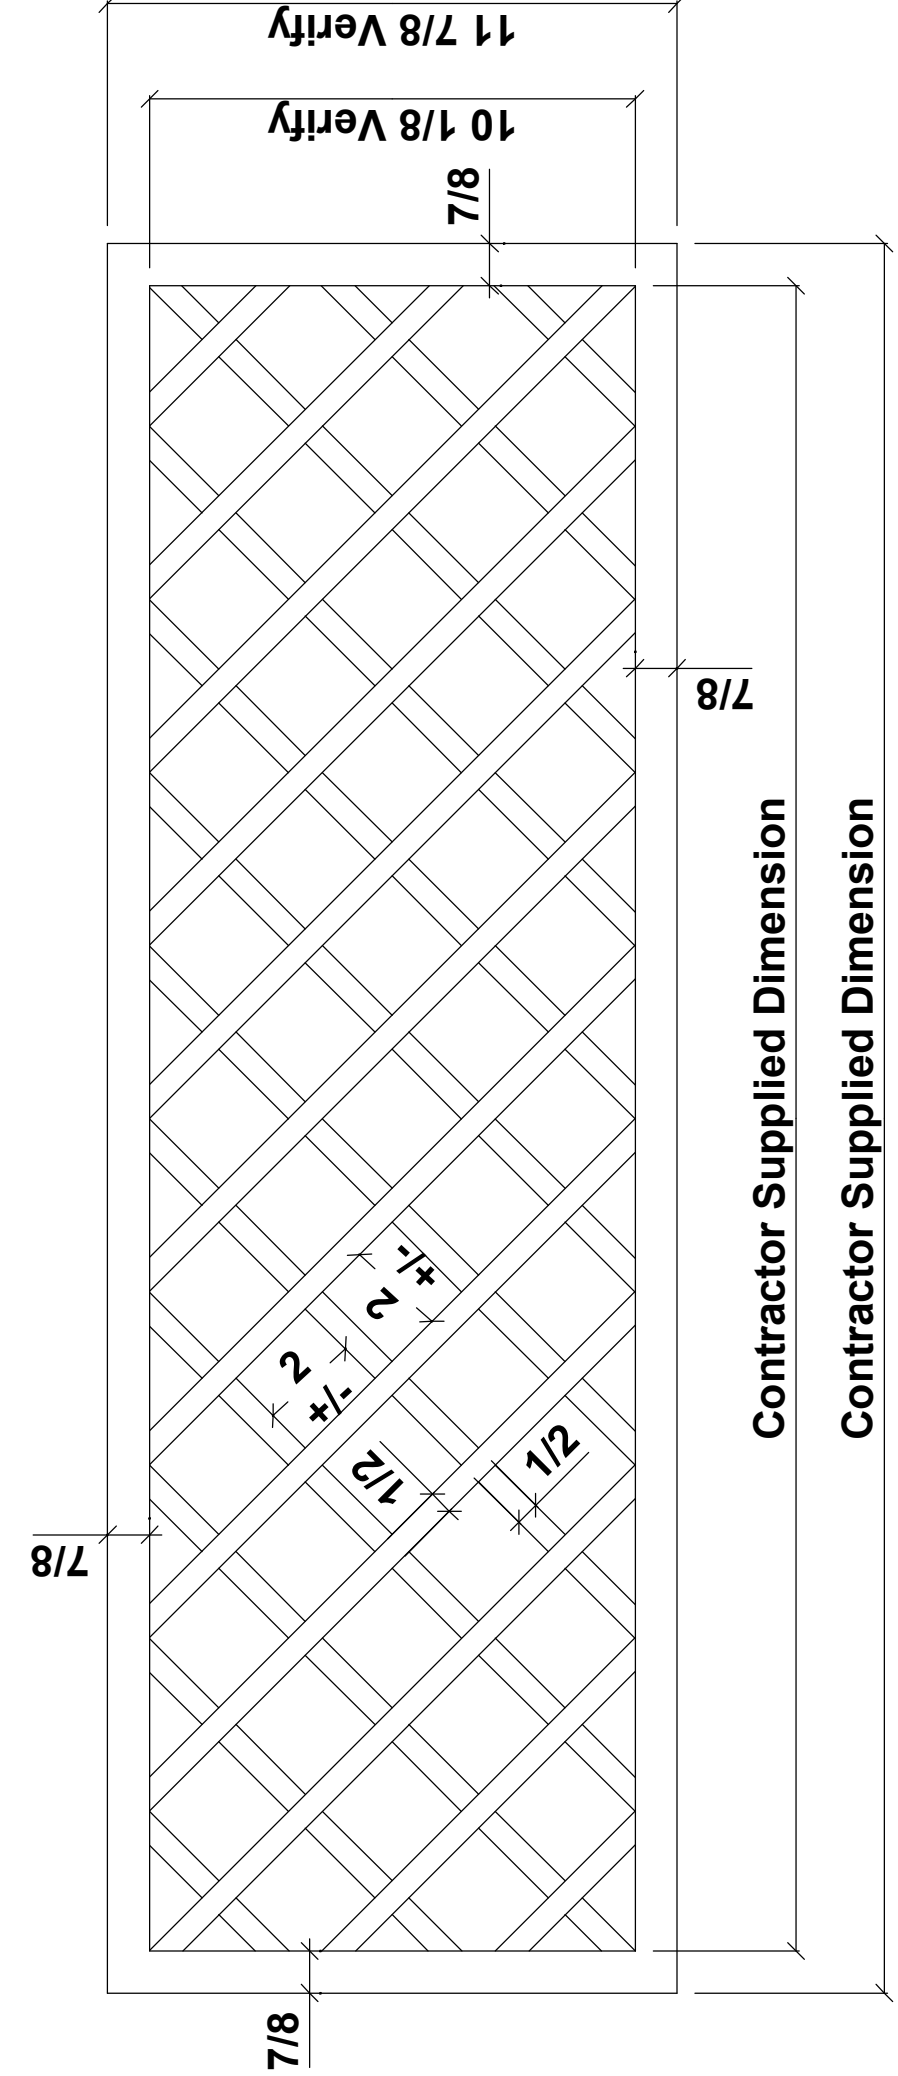 11 7/8 Verify
10 1/8 Verify
7/8
7/8
2
+/-
2
+/-
1/2
1/2
7/8
7/8
Contractor Supplied Dimension
Contractor Supplied Dimension